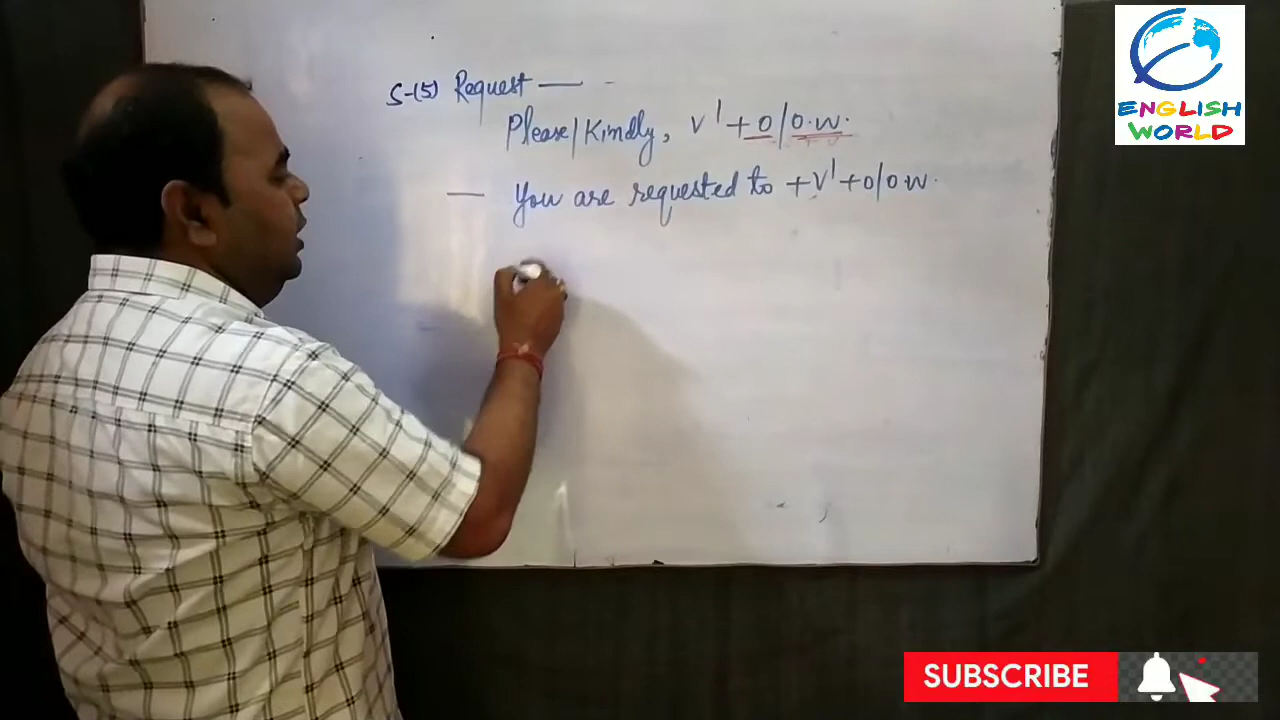 S-(5) Request —
Please/Kindly, V¹ + O/O.W.
— You are requested to + V¹ + O/O.W.
ENGLISH
WORLD
SUBSCRIBE